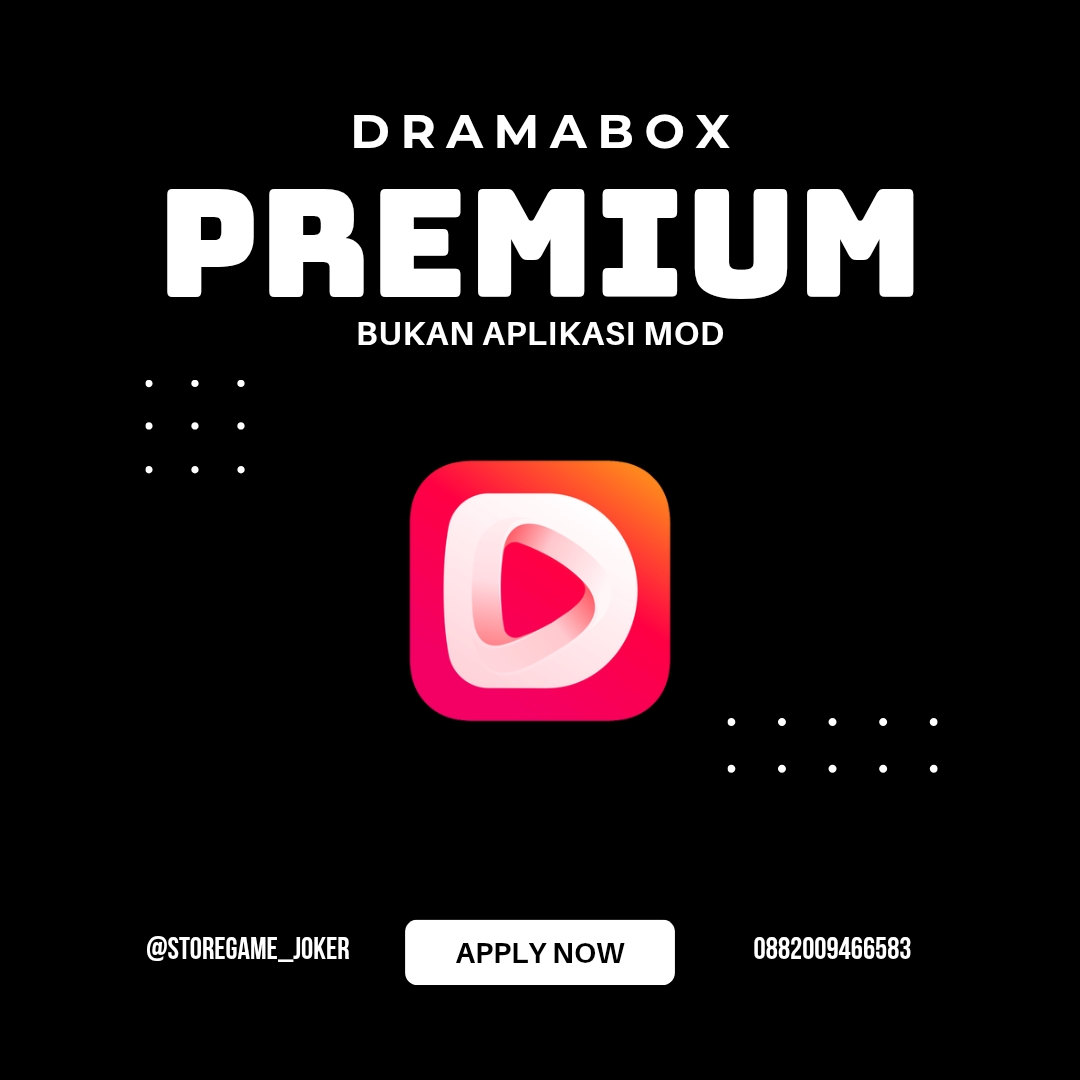 DRAMABOX
PREMIUM
BUKAN APLIKASI MOD
@STOREGAME_JOKER
APPLY NOW
0882009466583